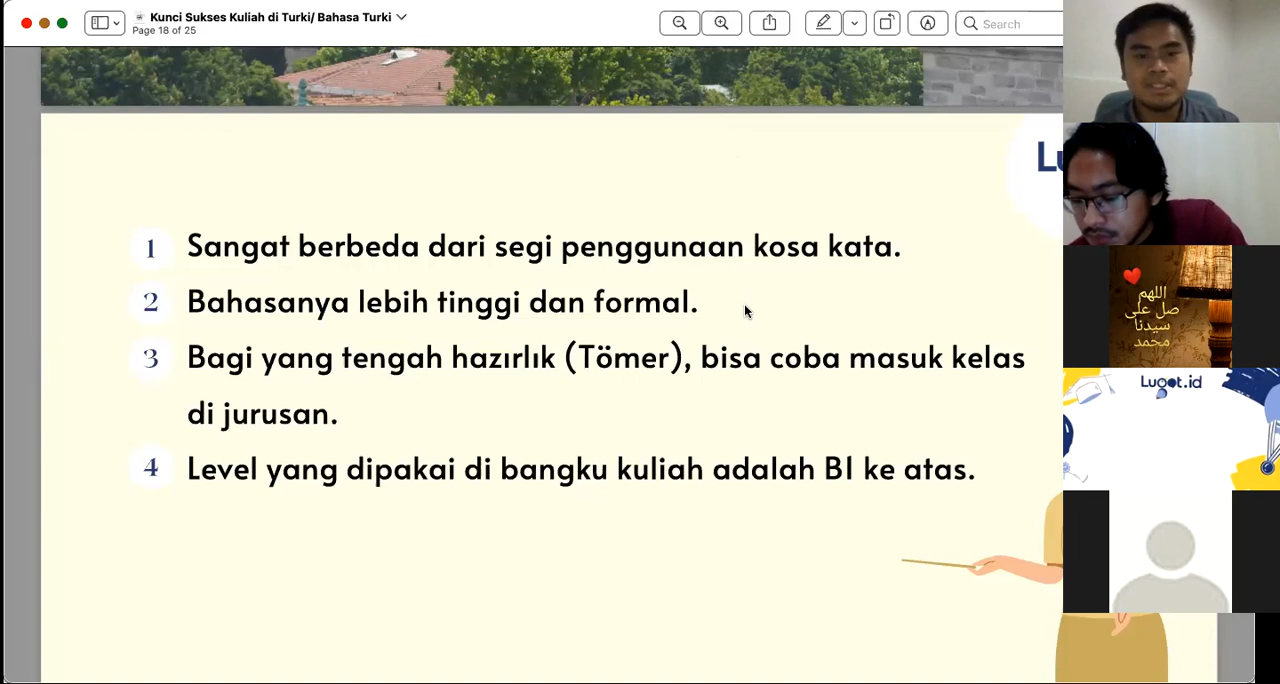 Kunci Sukses Kuliah di Turki/ Bahasa Turki
Page 18 of 25
Search
Lu
1 Sangat berbeda dari segi penggunaan kosa kata.
2 Bahasanya lebih tinggi dan formal.
3 Bagi yang tengah hazırlık (Tömer), bisa coba masuk kelas
di jurusan.
4 Level yang dipakai di bangku kuliah adalah B1 ke atas.
اللهم
صل على
سيدنا
محمد
Lugot.id